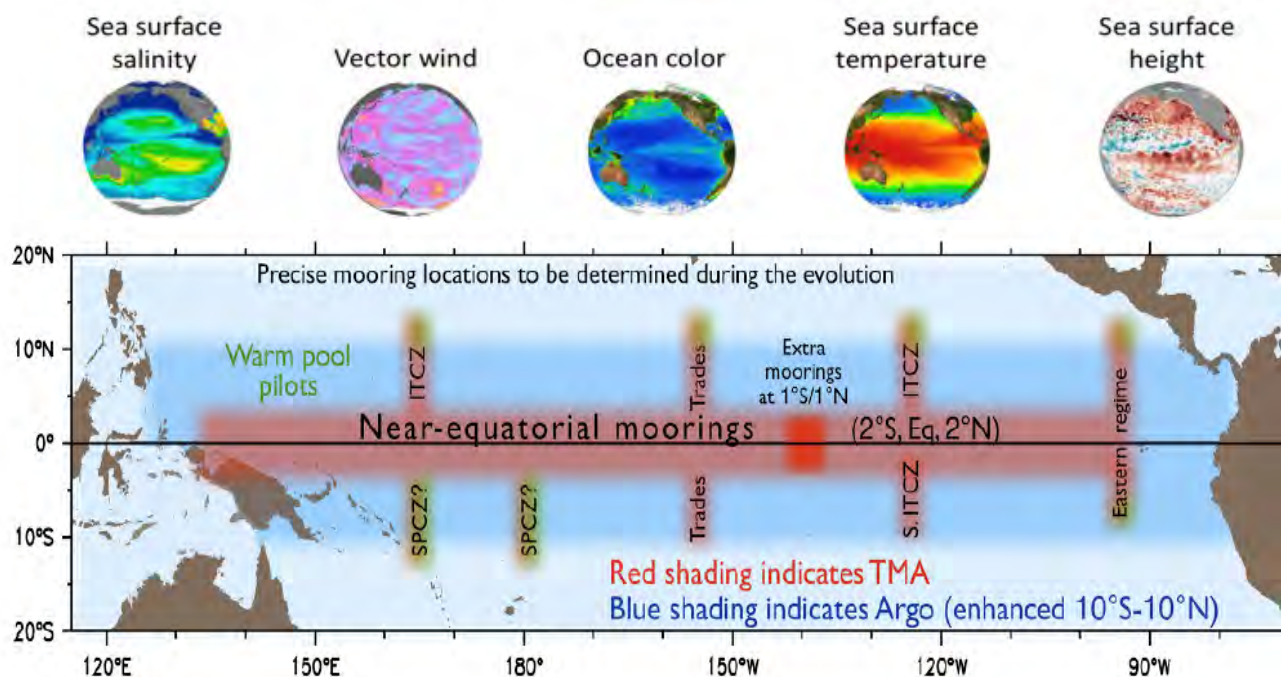 Sea surface
salinity
Vector wind
Ocean color
Sea surface
temperature
Sea surface
height
20°N
10°N
0°
10°S
20°S
Precise mooring locations to be determined during the evolution
Warm pool
pilots
ITCZ
Trades
Extra
moorings
at 1°S/1°N
ITCZ
Eastern regime
Near-equatorial moorings (2°S, Eq, 2°N)
SPCZ?
SPCZ?
Trades
S. ITCZ
Red shading indicates TMA
Blue shading indicates Argo (enhanced 10°S-10°N)
120°E 150°E 180° 150°W 120°W 90°W